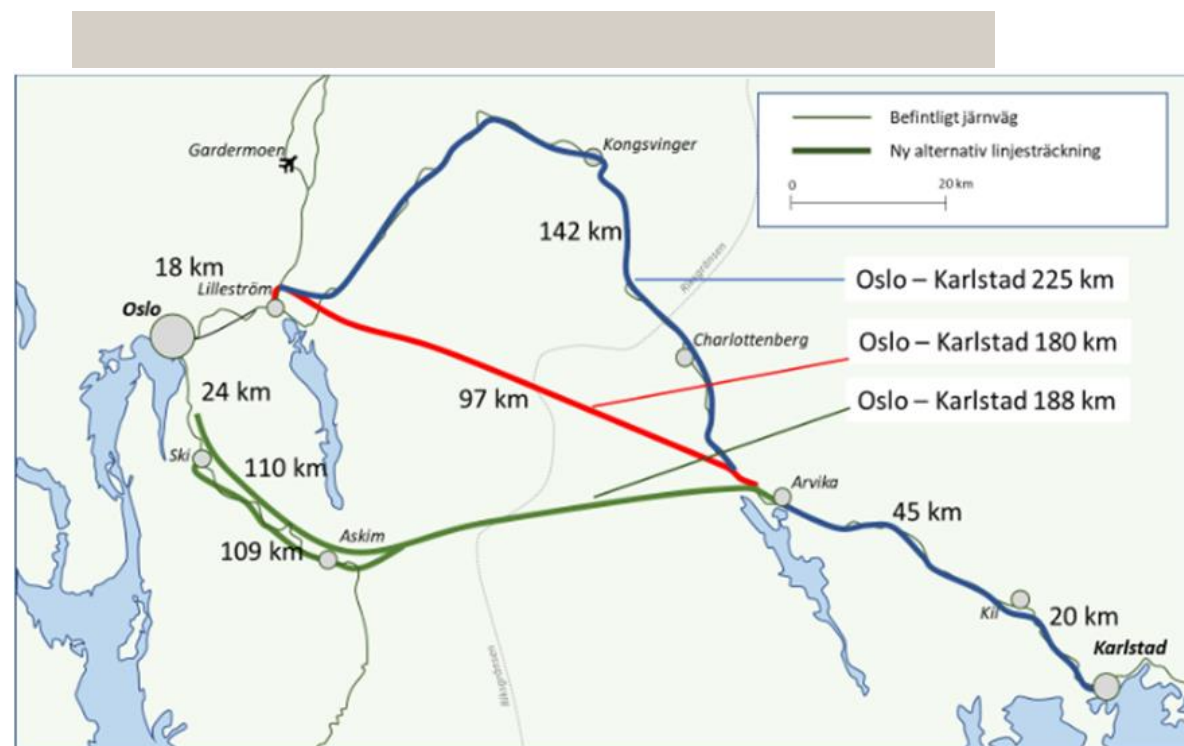 Gardermoen
Kongsvinger
Befintligt järnväg
Ny alternativ linjesträckning
0
20 km
142 km
Riksgränsen
18 km
Lilleström
Oslo
Oslo – Karlstad 225 km
Charlottenberg
Oslo – Karlstad 180 km
24 km
97 km
Oslo – Karlstad 188 km
Ski
110 km
Arvika
45 km
Askim
109 km
Kil
20 km
Karlstad
Riksgränsen